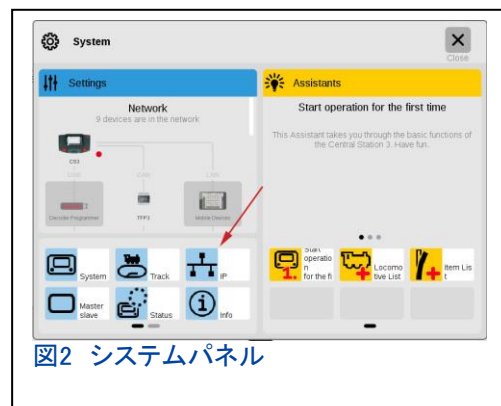 System
Close
Settings
Network
9 devices are in the network
CS3
Decoder Programmer
TFP3
Mobile Devices
System
Track
IP
Master
slave
Status
Info
Assistants
Start operation for the first time
This Assistant takes you through the basic functions of
the Central Station 3. Have fun.
Start
operatio
n
for the fi
1.
Locomo
tive List
Item Lis
t
図2 システムパネル